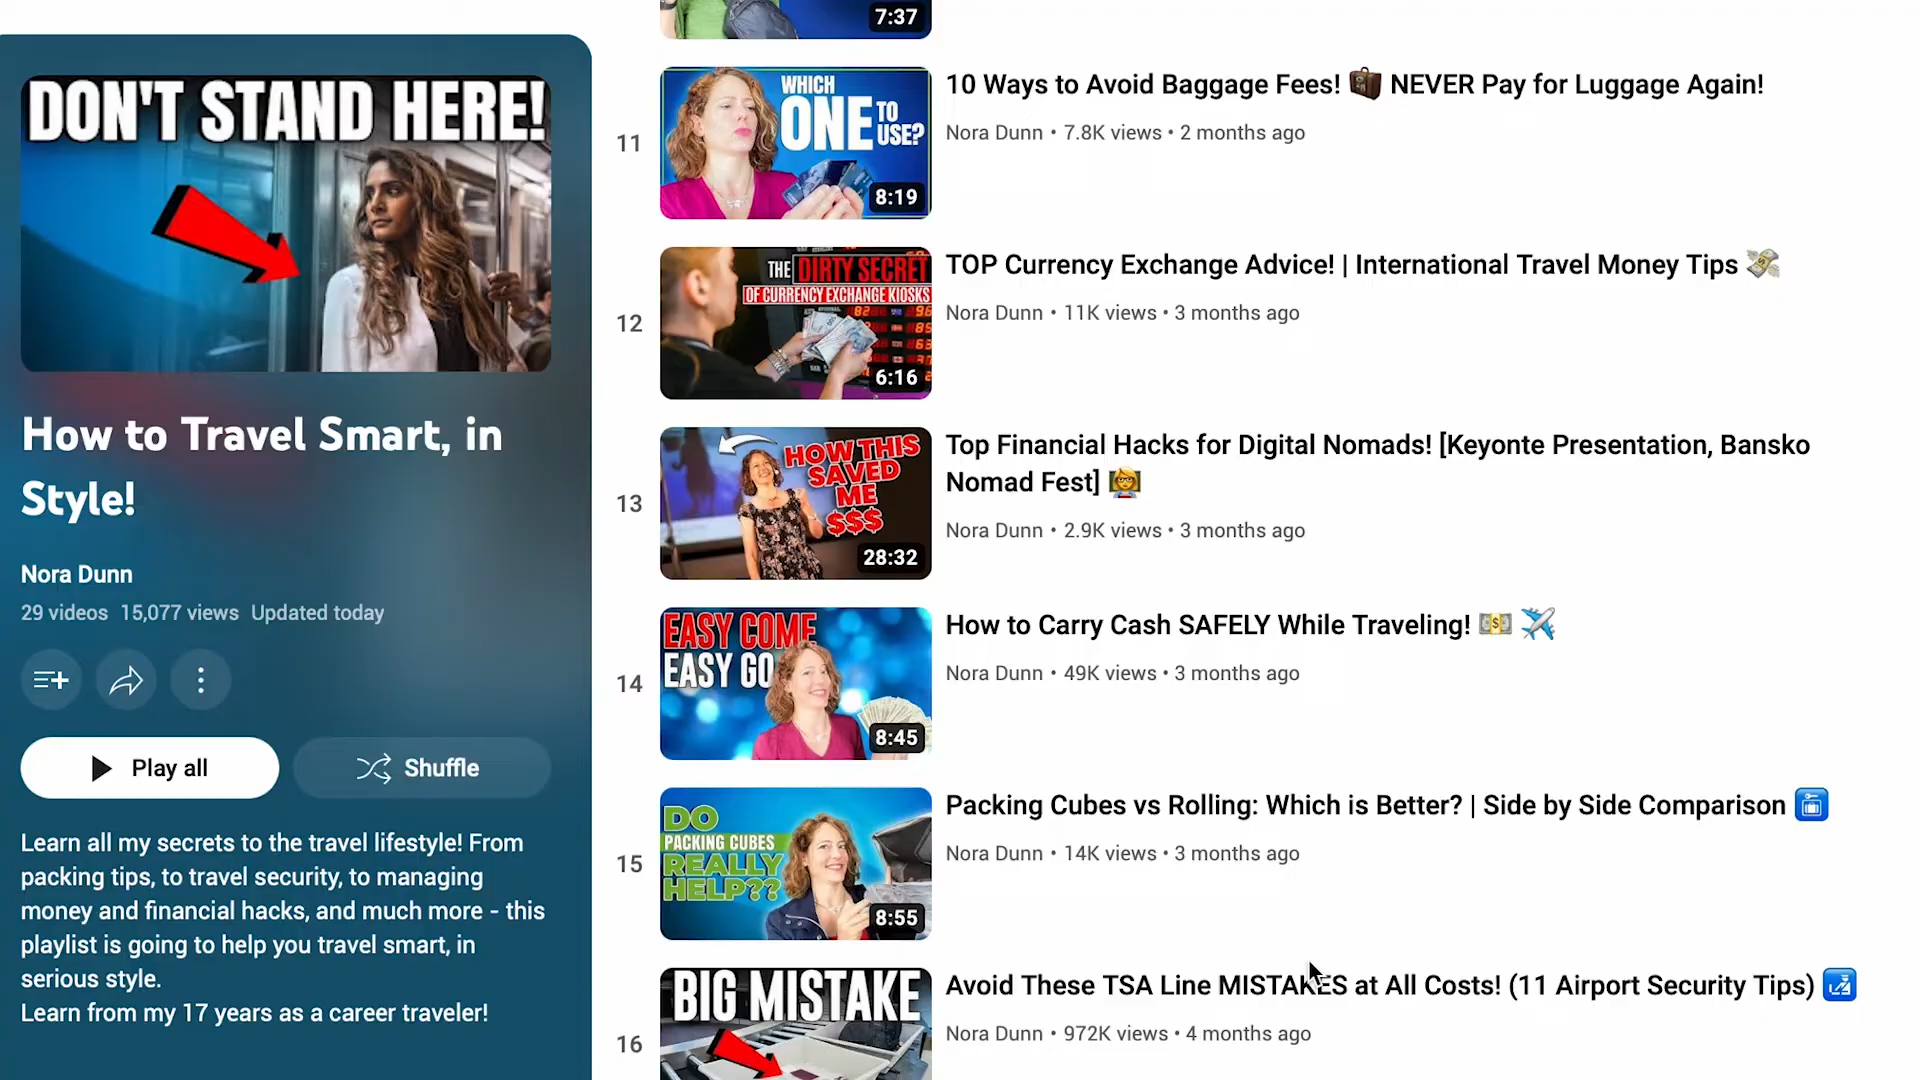 7:37
DON'T STAND HERE!
How to Travel Smart, in
Style!
Nora Dunn
29 videos 15,077 views Updated today
Play all
Shuffle
Learn all my secrets to the travel lifestyle! From
packing tips, to travel security, to managing
money and financial hacks, and much more - this
playlist is going to help you travel smart, in
serious style.
Learn from my 17 years as a career traveler!
11
WHICH
ONE TO
USE?
8:19
10 Ways to Avoid Baggage Fees! 🧳 NEVER Pay for Luggage Again!
Nora Dunn • 7.8K views • 2 months ago
12
THE DIRTY SECRET
OF CURRENCY EXCHANGE KIOSKS
6:16
TOP Currency Exchange Advice! | International Travel Money Tips 💸
Nora Dunn • 11K views • 3 months ago
13
HOW THIS
SAVED
ME
$$$
28:32
Top Financial Hacks for Digital Nomads! [Keyonte Presentation, Bansko
Nomad Fest] 👩‍🏫
Nora Dunn • 2.9K views • 3 months ago
14
EASY COME
EASY GO
8:45
How to Carry Cash SAFELY While Traveling! 💵 ✈️
Nora Dunn • 49K views • 3 months ago
15
DO
PACKING CUBES
REALLY
HELP??
8:55
Packing Cubes vs Rolling: Which is Better? | Side by Side Comparison 🛅
Nora Dunn • 14K views • 3 months ago
16
BIG MISTAKE
Avoid These TSA Line MISTAKES at All Costs! (11 Airport Security Tips) 🛃
Nora Dunn • 972K views • 4 months ago